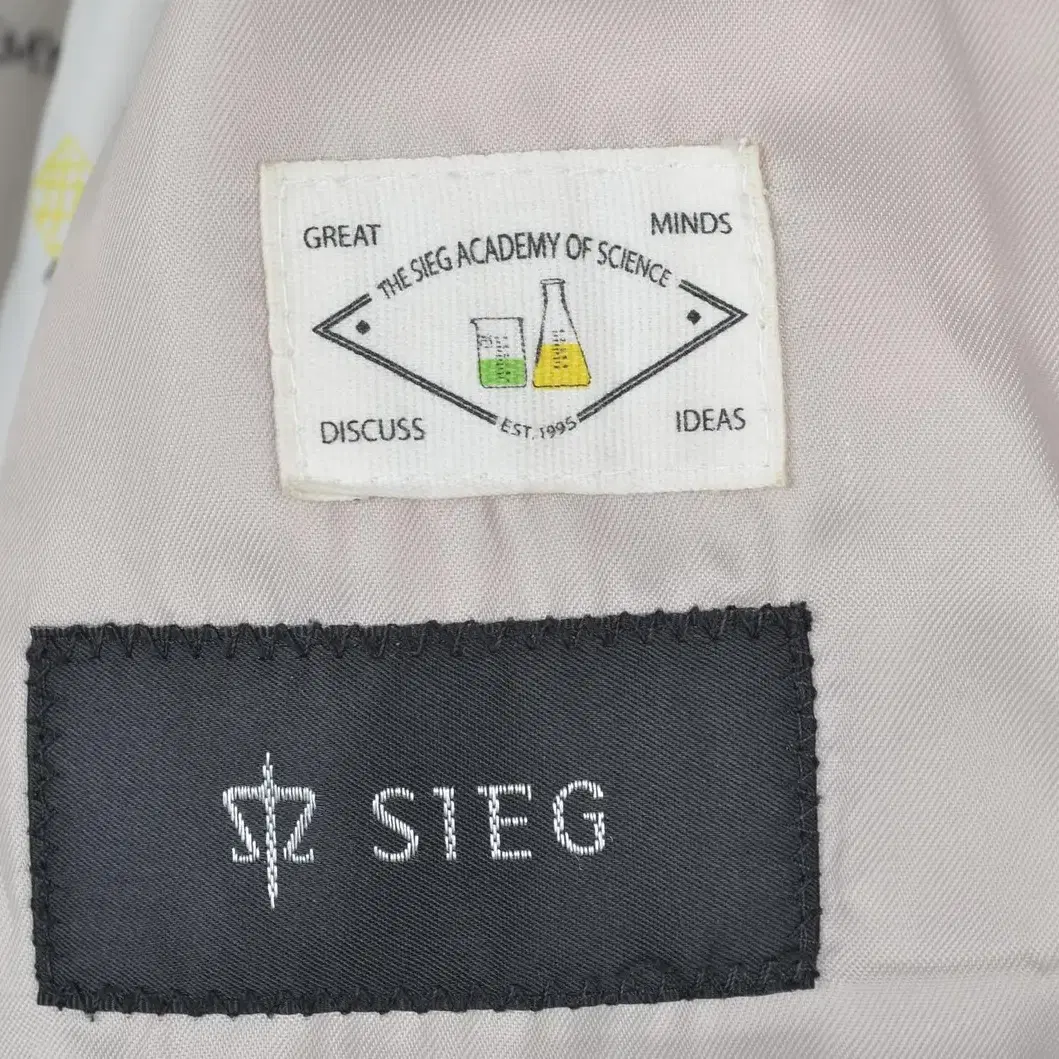 GREAT MINDS
THE SIEG ACADEMY OF SCIENCE
EST. 1995
DISCUSS IDEAS
SIEG